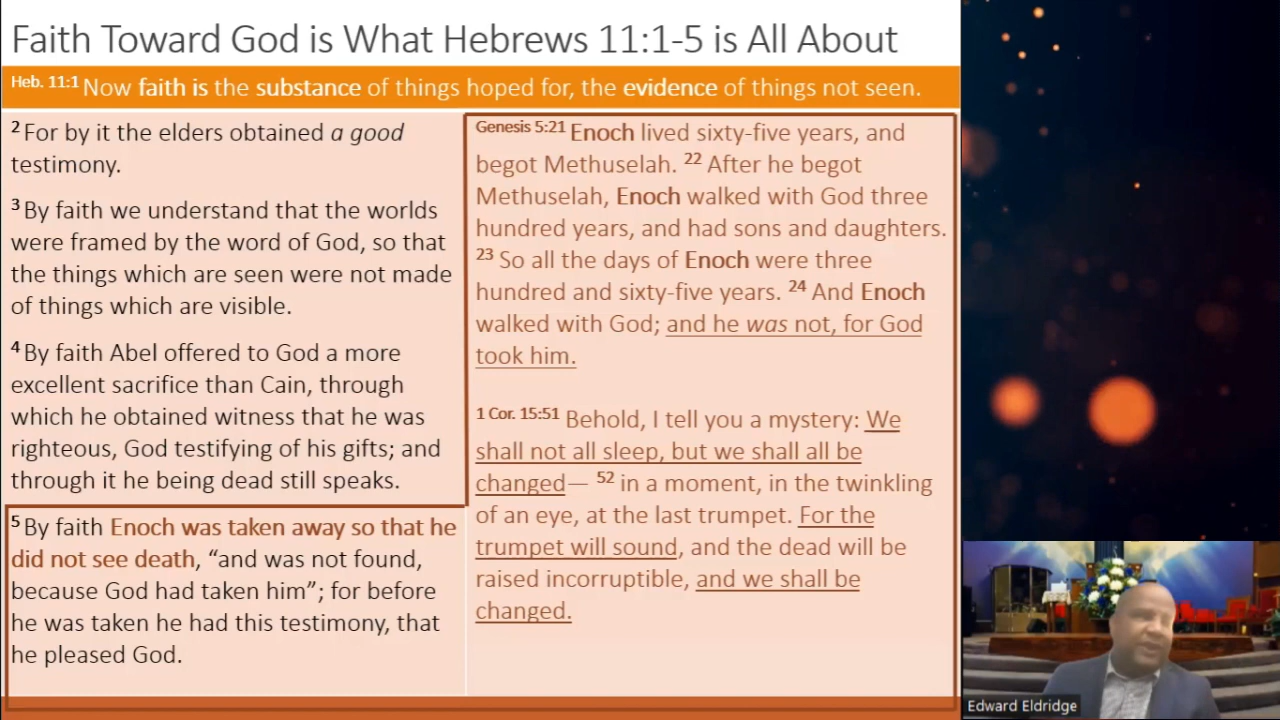 Faith Toward God is What Hebrews 11:1-5 is All About
Heb. 11:1 Now faith is the substance of things hoped for, the evidence of things not seen.
2 For by it the elders obtained a good
testimony.
3 By faith we understand that the worlds
were framed by the word of God, so that
the things which are seen were not made
of things which are visible.
4 By faith Abel offered to God a more
excellent sacrifice than Cain, through
which he obtained witness that he was
righteous, God testifying of his gifts; and
through it he being dead still speaks.
5 By faith Enoch was taken away so that he
did not see death, “and was not found,
because God had taken him”; for before
he was taken he had this testimony, that
he pleased God.
Genesis 5:21 Enoch lived sixty-five years, and
begot Methuselah. 22 After he begot
Methuselah, Enoch walked with God three
hundred years, and had sons and daughters.
23 So all the days of Enoch were three
hundred and sixty-five years. 24 And Enoch
walked with God; and he was not, for God
took him.
1 Cor. 15:51 Behold, I tell you a mystery: We
shall not all sleep, but we shall all be
changed— 52 in a moment, in the twinkling
of an eye, at the last trumpet. For the
trumpet will sound, and the dead will be
raised incorruptible, and we shall be
changed.
Edward Eldridge